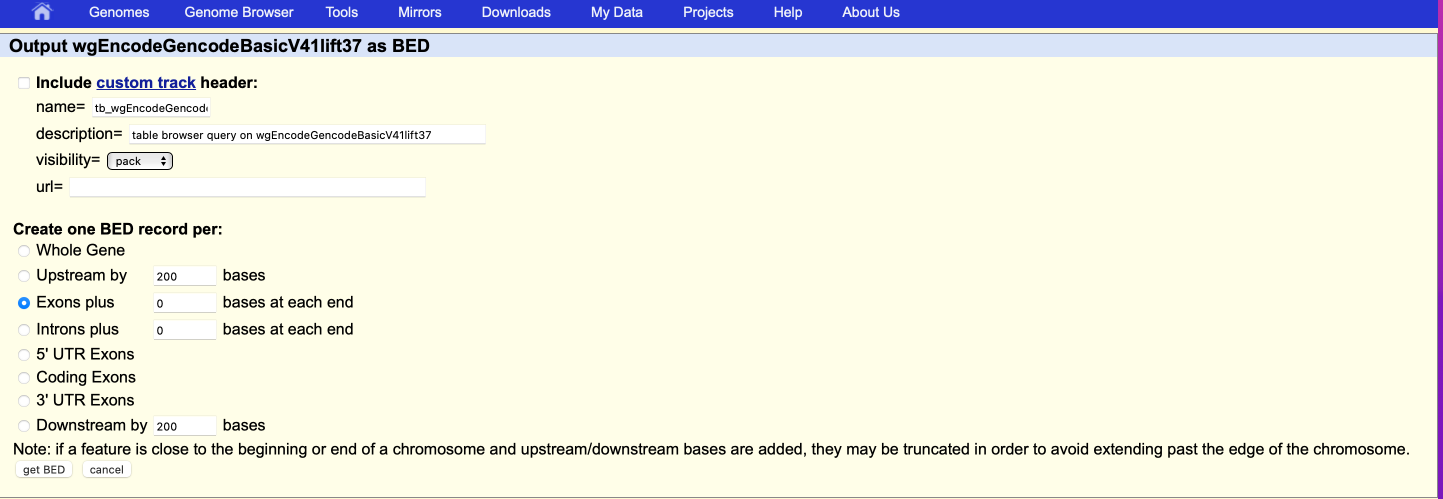 Genomes Genome Browser Tools Mirrors Downloads My Data Projects Help About Us
Output wgEncodeGencodeBasicV41lift37 as BED
Include custom track header:
name= tb_wgEncodeGencod
description= table browser query on wgEncodeGencodeBasicV41lift37
visibility= pack
url=
Create one BED record per:
Whole Gene
Upstream by 200 bases
Exons plus 0 bases at each end
Introns plus 0 bases at each end
5' UTR Exons
Coding Exons
3' UTR Exons
Downstream by 200 bases
Note: if a feature is close to the beginning or end of a chromosome and upstream/downstream bases are added, they may be truncated in order to avoid extending past the edge of the chromosome.
get BED cancel